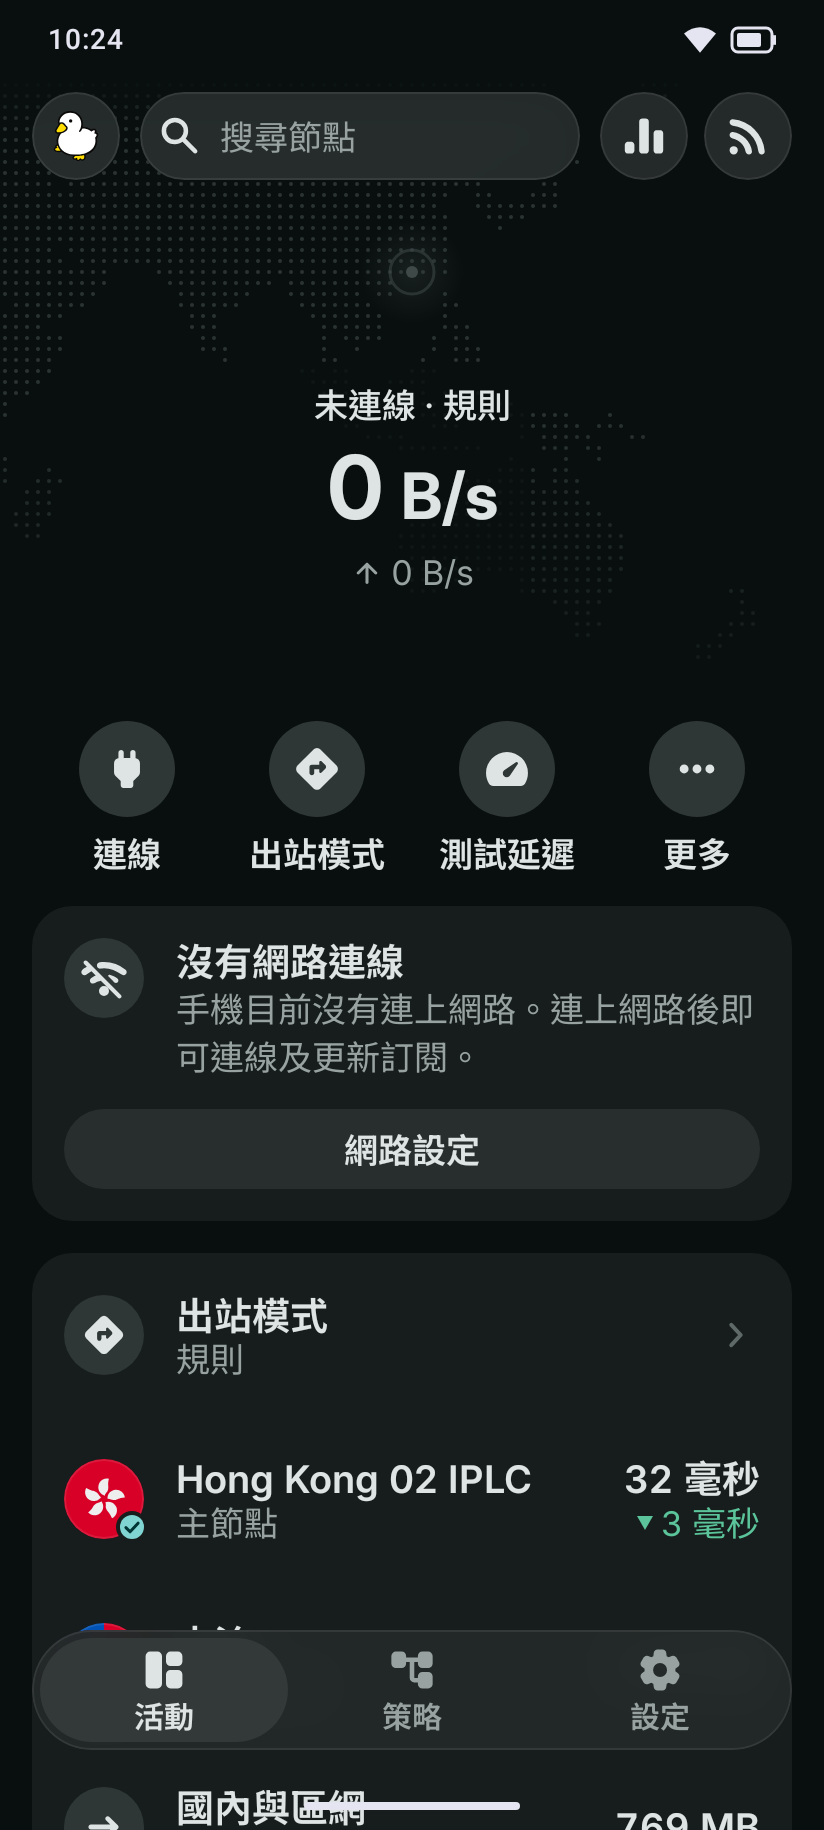 10:24
搜尋節點
未連線 · 規則
0 B/s
↑ 0 B/s
連線
出站模式
測試延遲
更多
沒有網路連線
手機目前沒有連上網路。連上網路後即
可連線及更新訂閱。
網路設定
出站模式
規則
Hong Kong 02 IPLC
32 毫秒
主節點
▼3 毫秒
活動
策略
設定
國內與區網
769 MB